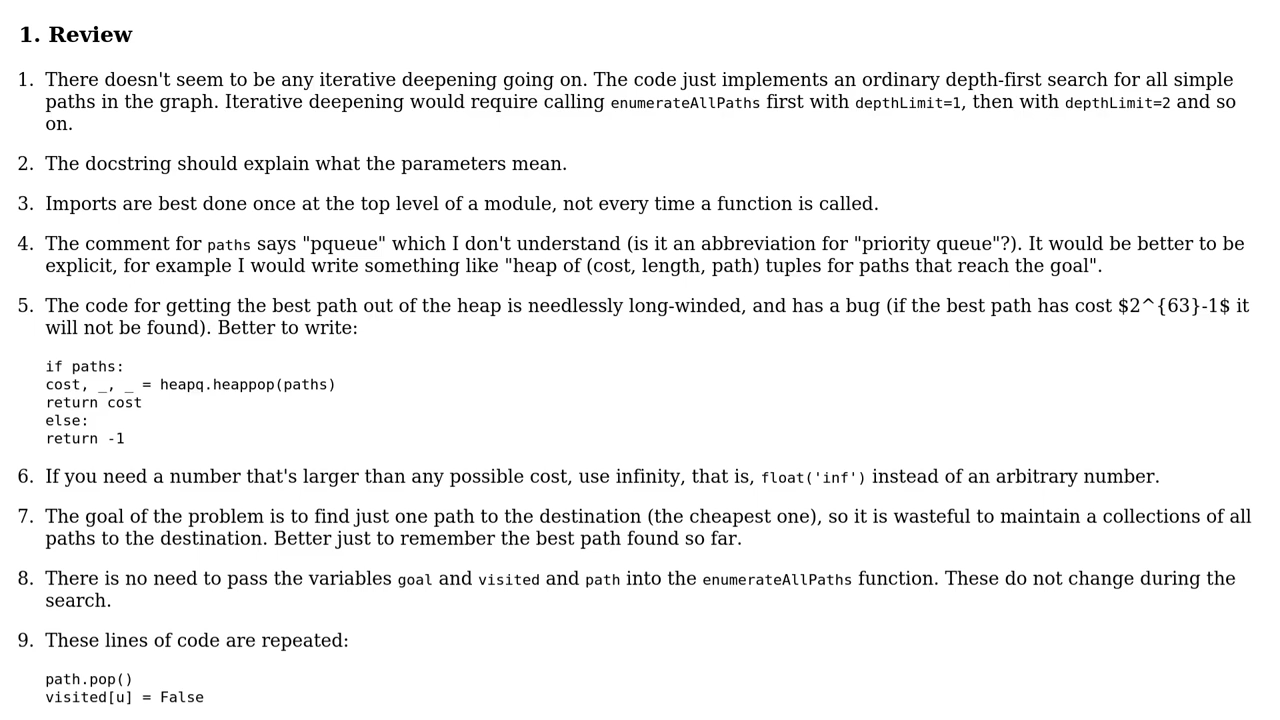 1. Review
1. There doesn't seem to be any iterative deepening going on. The code just implements an ordinary depth-first search for all simple
paths in the graph. Iterative deepening would require calling enumerateAllPaths first with depthLimit=1, then with depthLimit=2 and so
on.
2. The docstring should explain what the parameters mean.
3. Imports are best done once at the top level of a module, not every time a function is called.
4. The comment for paths says "pqueue" which I don't understand (is it an abbreviation for "priority queue"?). It would be better to be
explicit, for example I would write something like "heap of (cost, length, path) tuples for paths that reach the goal".
5. The code for getting the best path out of the heap is needlessly long-winded, and has a bug (if the best path has cost $2^{63}-1$ it
will not be found). Better to write:
if paths:
cost, _, _ = heapq.heappop(paths)
return cost
else:
return -1
6. If you need a number that's larger than any possible cost, use infinity, that is, float('inf') instead of an arbitrary number.
7. The goal of the problem is to find just one path to the destination (the cheapest one), so it is wasteful to maintain a collections of all
paths to the destination. Better just to remember the best path found so far.
8. There is no need to pass the variables goal and visited and path into the enumerateAllPaths function. These do not change during the
search.
9. These lines of code are repeated:
path.pop()
visited[u] = False